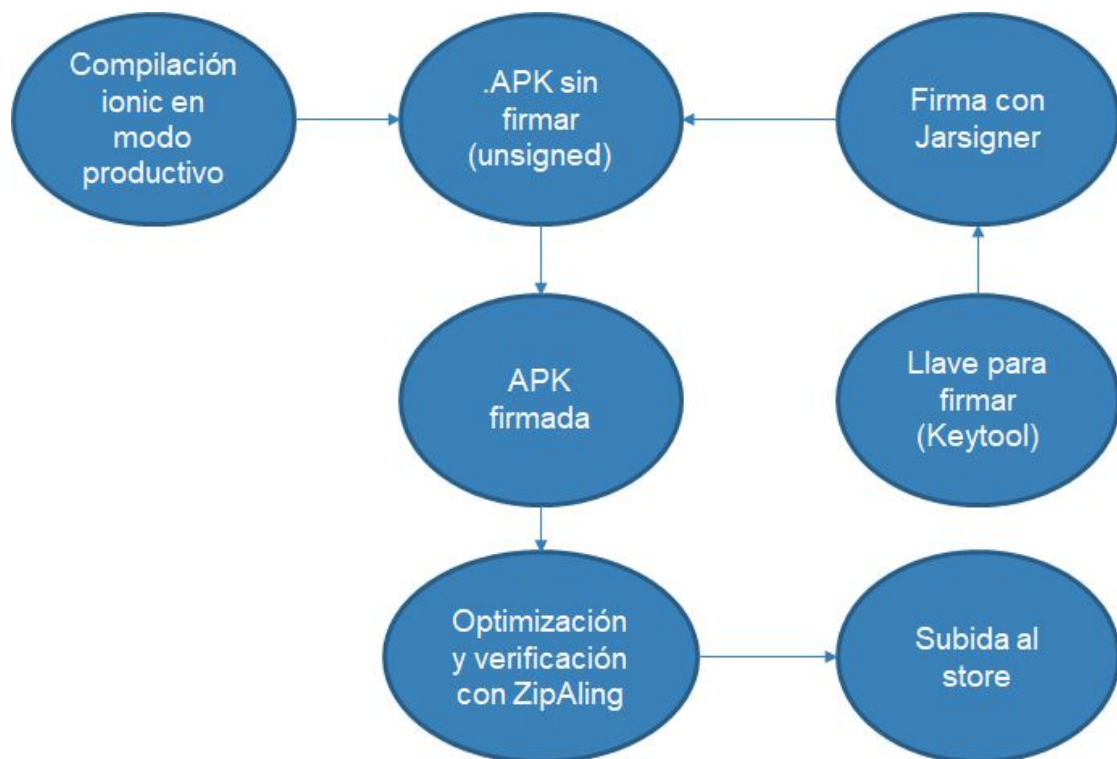 Compilación
ionic en
modo
productivo
.APK sin
firmar
(unsigned)
Firma con
Jarsigner
APK
firmada
Llave para
firmar
(Keytool)
Optimización
y verificación
con ZipAling
Subida al
store